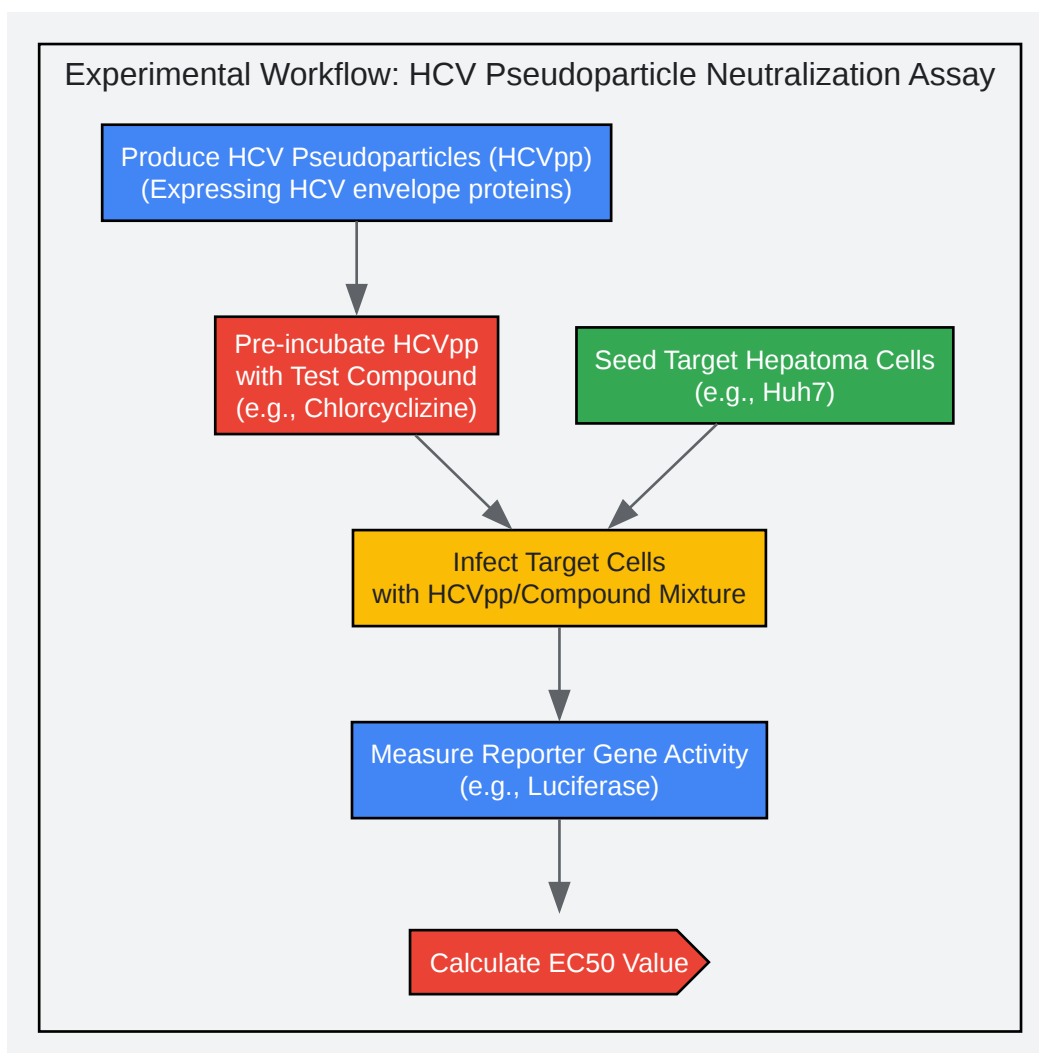 Experimental Workflow: HCV Pseudoparticle Neutralization Assay
Produce HCV Pseudoparticles (HCVpp)
(Expressing HCV envelope proteins)
Pre-incubate HCVpp
with Test Compound
(e.g., Chlorcyclizine)
Seed Target Hepatoma Cells
(e.g., Huh7)
Infect Target Cells
with HCVpp/Compound Mixture
Measure Reporter Gene Activity
(e.g., Luciferase)
Calculate EC50 Value